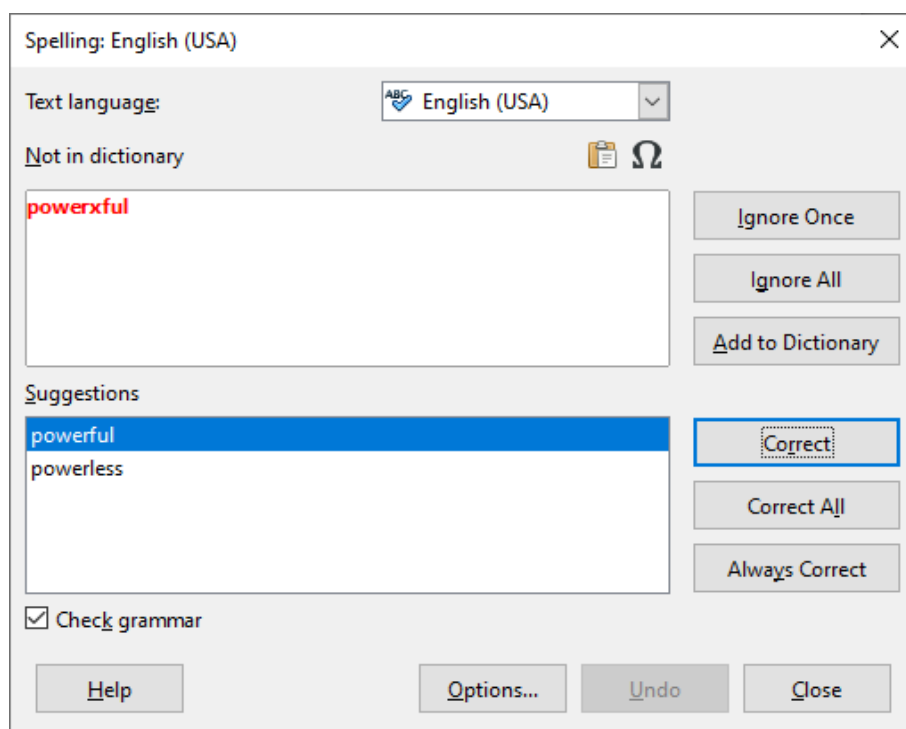 Spelling: English (USA)
Text language:
ABC English (USA)
Not in dictionary
Ω
powerxful
Ignore Once
Ignore All
Add to Dictionary
Suggestions
powerful
powerless
Correct
Correct All
Always Correct
Check grammar
Help Options... Undo Close